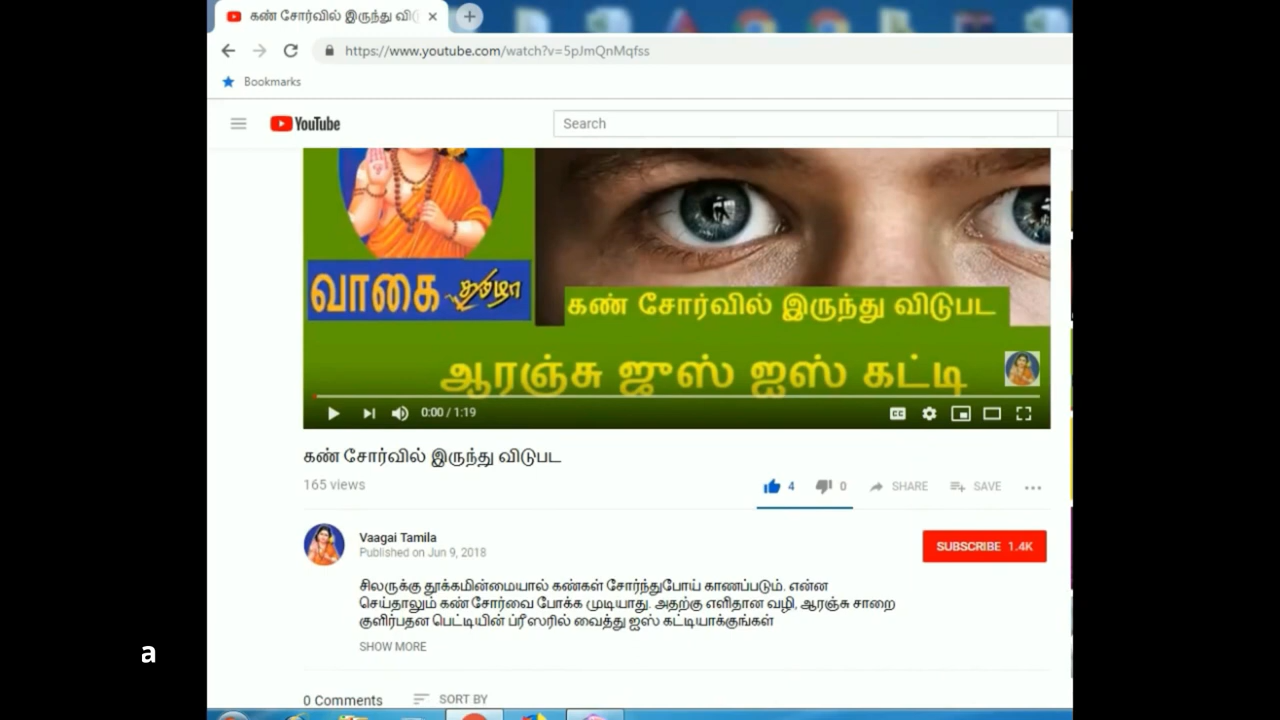 கண் சோர்வில் இருந்து விடு
https://www.youtube.com/watch?v=5pJmQnMqfss
Bookmarks
YouTube
Search
வாகை தமிழா
கண் சோர்வில் இருந்து விடுபட
ஆரஞ்சு ஜுஸ் ஐஸ் கட்டி
0:00 / 1:19
CC
கண் சோர்வில் இருந்து விடுபட
165 views
4 0 SHARE SAVE
Vaagai Tamila
Published on Jun 9, 2018
SUBSCRIBE 1.4K
சிலருக்கு தூக்கமின்மையால் கண்கள் சோர்ந்துபோய் காணப்படும். என்ன
செய்தாலும் கண் சோர்வை போக்க முடியாது. அதற்கு எளிதான வழி, ஆரஞ்சு சாறை
குளிர்பதன பெட்டியின் ப்ரீஸரில் வைத்து ஐஸ் கட்டியாக்குங்கள்
SHOW MORE
a
0 Comments SORT BY